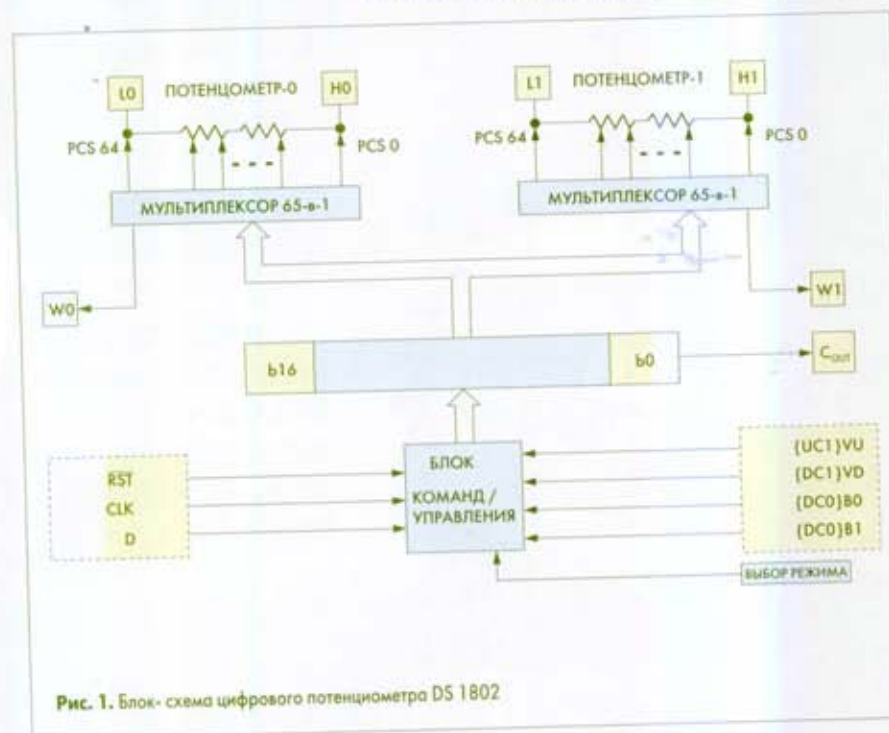 L0 ПОТЕНЦОМЕТР-0 H0
L1 ПОТЕНЦОМЕТР-1 H1
PCS 64 PCS 0
PCS 64 PCS 0
МУЛЬТИПЛЕКСОР 65-в-1
МУЛЬТИПЛЕКСОР 65-в-1
W0
W1
b16 b0
C OUT
RST
CLK
D
БЛОК
КОМАНД /
УПРАВЛЕНИЯ
(UC1)VU
(DC1)VD
(DC0)B0
(DC0)B1
ВЫБОР РЕЖИМА
Рис. 1. Блок- схема цифрового потенциометра DS 1802